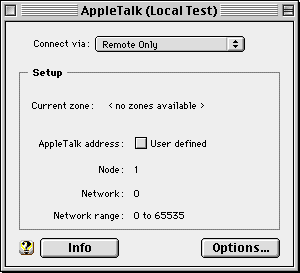 AppleTalk (Local Test)
Connect via: Remote Only
Setup
Current zone: < no zones available >
AppleTalk address: User defined
Node: 1
Network: 0
Network range: 0 to 65535
? Info Options...